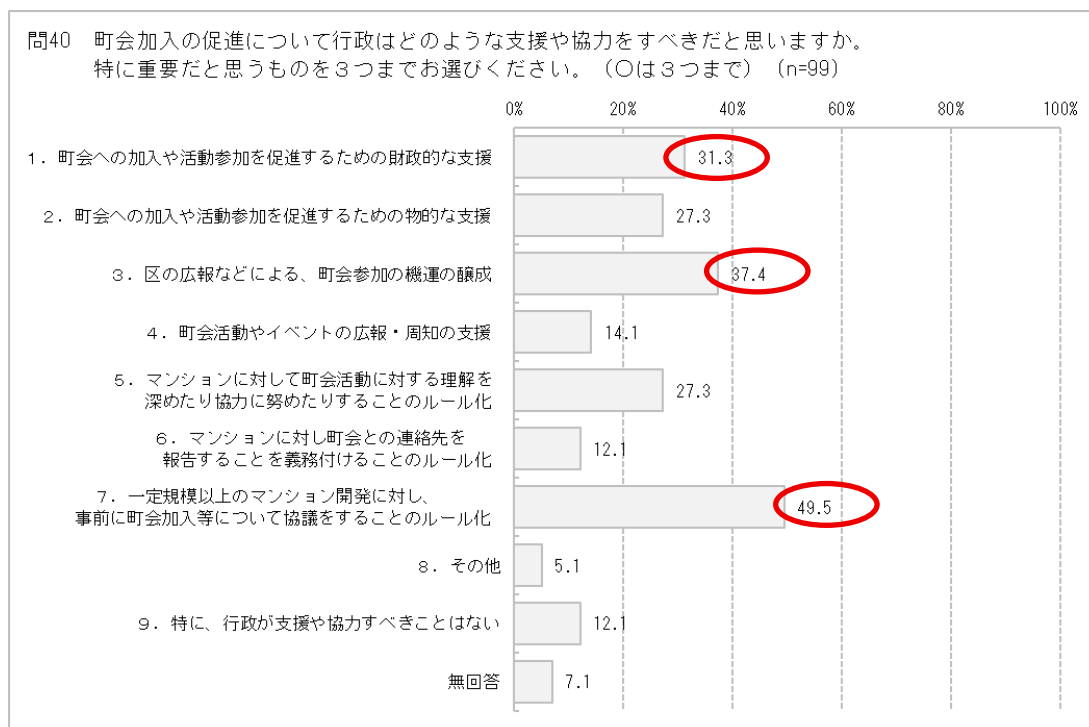 問40 町会加入の促進について行政はどのような支援や協力をすべきだと思いますか。
特に重要だと思うものを３つまでお選びください。（〇は３つまで）（n=99）
0% 20% 40% 60% 80% 100%
１．町会への加入や活動参加を促進するための財政的な支援 31.3
２．町会への加入や活動参加を促進するための物的な支援 27.3
３．区の広報などによる、町会参加の機運の醸成 37.4
４．町会活動やイベントの広報・周知の支援 14.1
５．マンションに対して町会活動に対する理解を
深めたり協力に努めたりすることのルール化 27.3
６．マンションに対し町会との連絡先を
報告することを義務付けることのルール化 12.1
７．一定規模以上のマンション開発に対し、
事前に町会加入等について協議をすることのルール化 49.5
８．その他 5.1
９．特に、行政が支援や協力すべきことはない 12.1
無回答 7.1